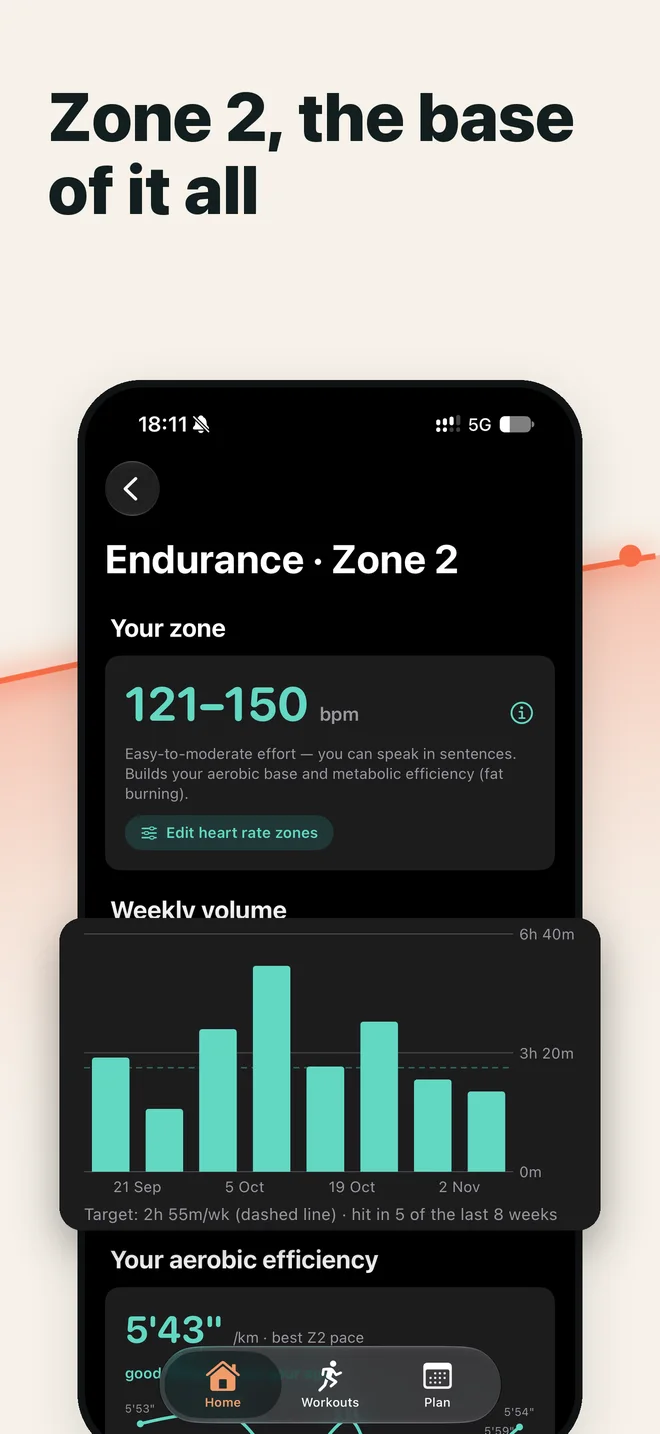 Zone 2, the base
of it all
18:11
5G
Endurance · Zone 2
Your zone
121–150 bpm
Easy-to-moderate effort — you can speak in sentences.
Builds your aerobic base and metabolic efficiency (fat
burning).
Edit heart rate zones
Weekly volume
6h 40m
3h 20m
0m
21 Sep
5 Oct
19 Oct
2 Nov
Target: 2h 55m/wk (dashed line) · hit in 5 of the last 8 weeks
Your aerobic efficiency
5'43" /km · best Z2 pace
good
5'53"
5'54"
5'59"
Home
Workouts
Plan